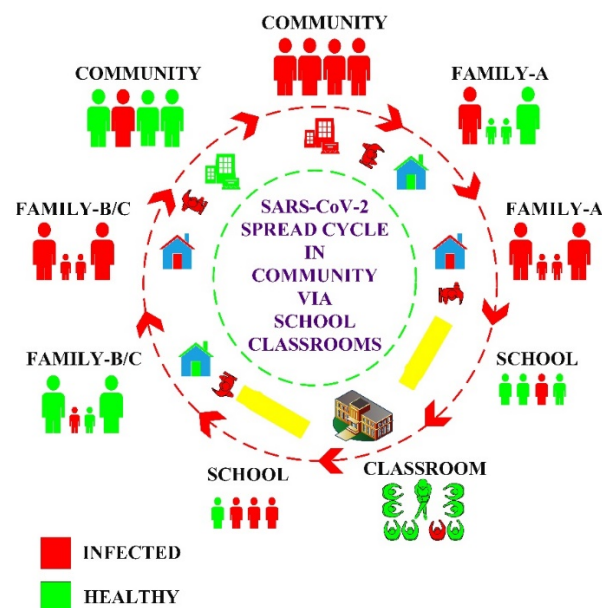 COMMUNITY
COMMUNITY
FAMILY-A
FAMILY-B/C
SARS-CoV-2
SPREAD CYCLE
IN
COMMUNITY
VIA
SCHOOL
CLASSROOMS
FAMILY-A
FAMILY-B/C
SCHOOL
SCHOOL
CLASSROOM
INFECTED
HEALTHY